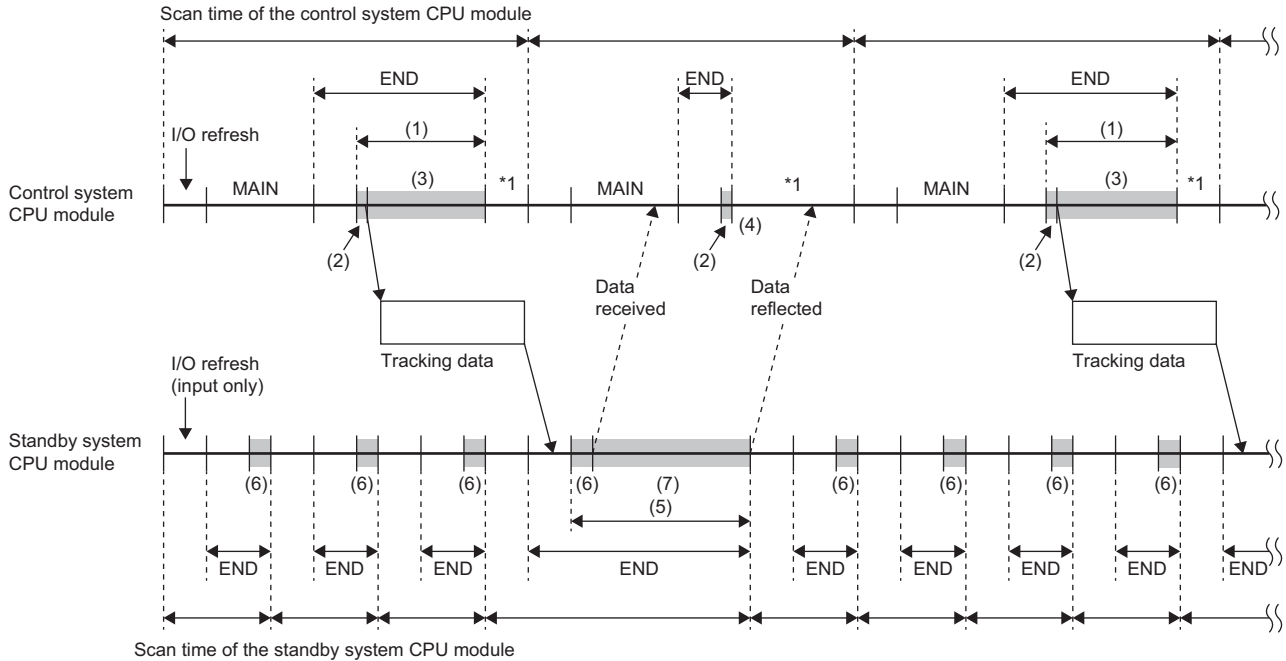 Scan time of the control system CPU module
END
END
END
(1)
(1)
I/O refresh
Control system
CPU module
MAIN
(3)
*1
MAIN
*1
MAIN
(3)
*1
(2)
(2)
(4)
(2)
Data
received
Data
reflected
Tracking data
Tracking data
I/O refresh
(input only)
Standby system
CPU module
(6)
(6)
(6)
(6)
(7)
(6)
(6)
(6)
(6)
(5)
END
END
END
END
END
END
END
END
END
Scan time of the standby system CPU module